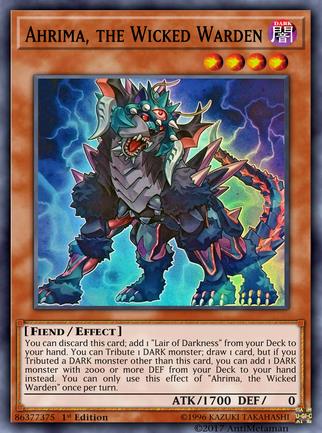 AHRIMA, THE WICKED WARDEN
DARK
闇
[FIEND / EFFECT]
You can discard this card; add 1 "Lair of Darkness" from your Deck to
your hand. You can Tribute 1 DARK monster; draw 1 card, but if you
Tributed a DARK monster other than this card, you can add 1 DARK
monster with 2000 or more DEF from your Deck to your hand
instead. You can only use this effect of "Ahrima, the Wicked
Warden" once per turn.
ATK/1700 DEF/ 0
86377375 1st Edition ©1996 KAZUKI TAKAHASHI
©2017 AntiMetaman